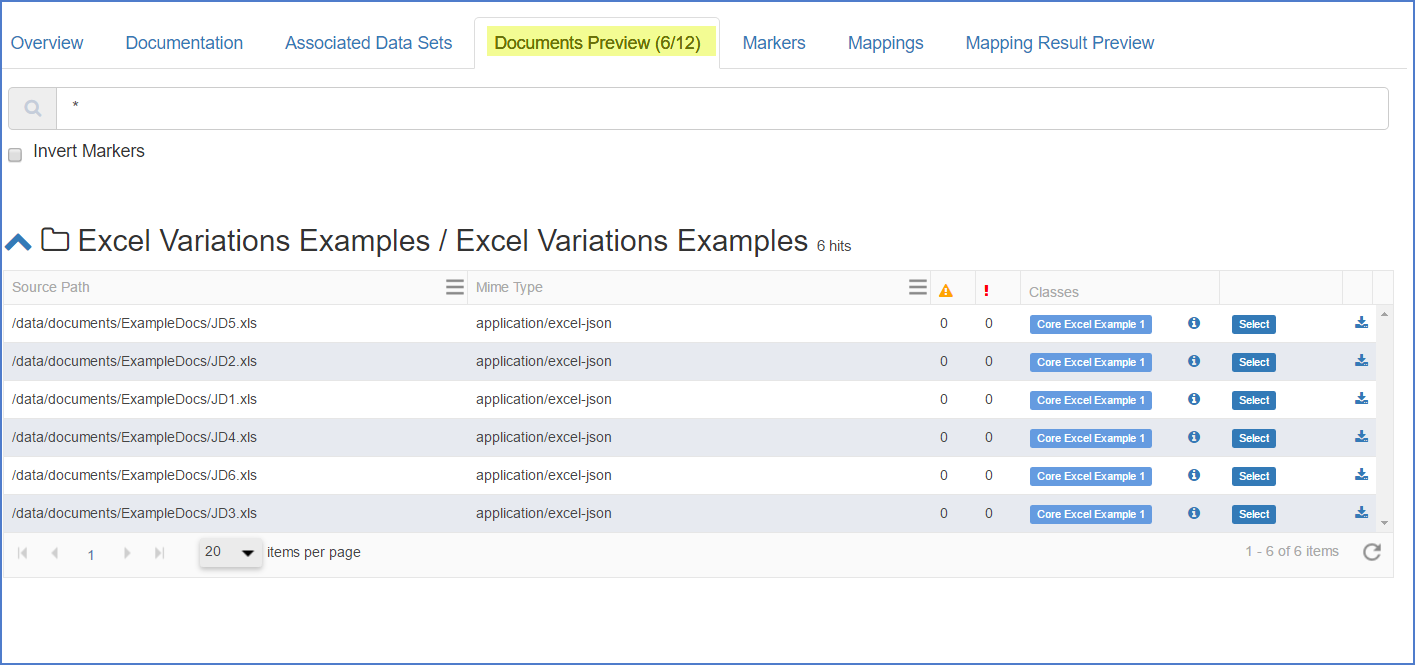 Overview Documentation Associated Data Sets Documents Preview (6/12) Markers Mappings Mapping Result Preview
*
Invert Markers
Excel Variations Examples / Excel Variations Examples 6 hits
Source Path Mime Type Classes
/data/documents/ExampleDocs/JD5.xls application/excel-json 0 0 Core Excel Example 1 Select
/data/documents/ExampleDocs/JD2.xls application/excel-json 0 0 Core Excel Example 1 Select
/data/documents/ExampleDocs/JD1.xls application/excel-json 0 0 Core Excel Example 1 Select
/data/documents/ExampleDocs/JD4.xls application/excel-json 0 0 Core Excel Example 1 Select
/data/documents/ExampleDocs/JD6.xls application/excel-json 0 0 Core Excel Example 1 Select
/data/documents/ExampleDocs/JD3.xls application/excel-json 0 0 Core Excel Example 1 Select
1 20 items per page 1 - 6 of 6 items